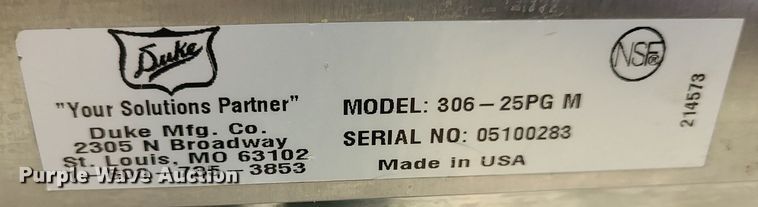 Duke
"Your Solutions Partner"
Duke Mfg. Co.
2305 N Broadway
St. Louis, MO 63102
735-3853
MODEL: 306-25PG M
SERIAL NO: 05100283
Made in USA
NSF®
214573
Purple Wave Auction